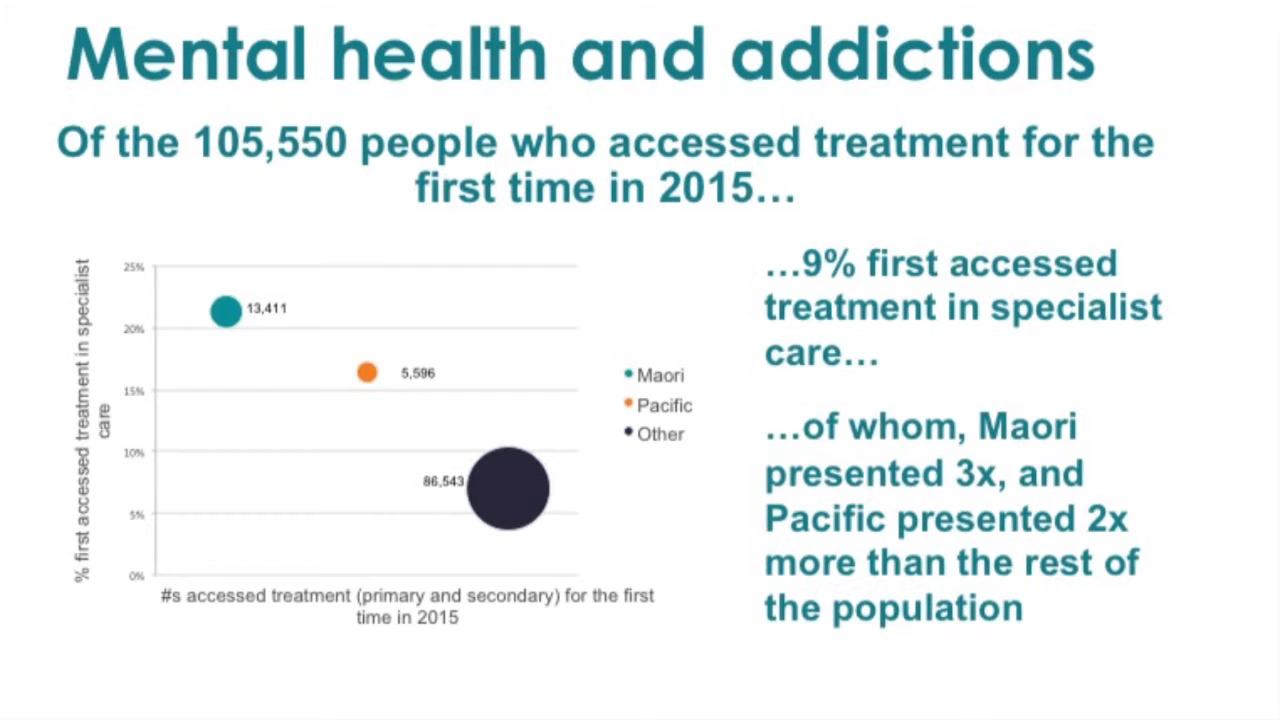 Mental health and addictions
Of the 105,550 people who accessed treatment for the
first time in 2015...
% first accessed treatment in specialist
care
25%
20%
15%
10%
5%
0%
13,411
5,596
86,543
#s accessed treatment (primary and secondary) for the first
time in 2015
Maori
Pacific
Other
...9% first accessed
treatment in specialist
care...
...of whom, Maori
presented 3x, and
Pacific presented 2x
more than the rest of
the population